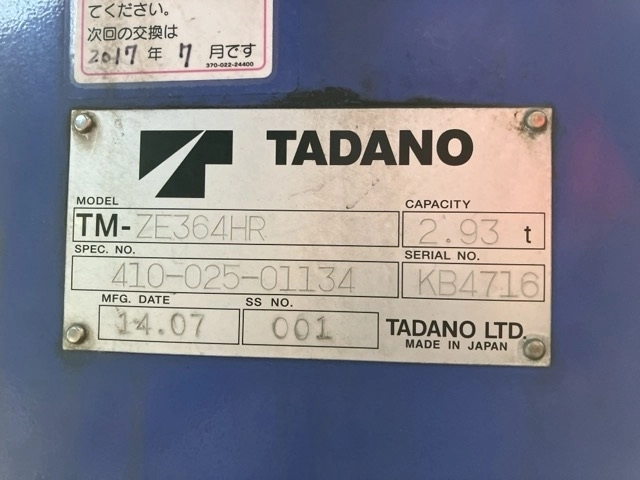 てください。
次回の交換は
2017 年 7 月です
370-022-24400
TADANO
MODEL
TM-ZE364HR
CAPACITY
2.93 t
SPEC. NO.
410-025-01134
SERIAL NO.
KB4716
MFG. DATE
14.07
SS NO.
001
TADANO LTD.
MADE IN JAPAN